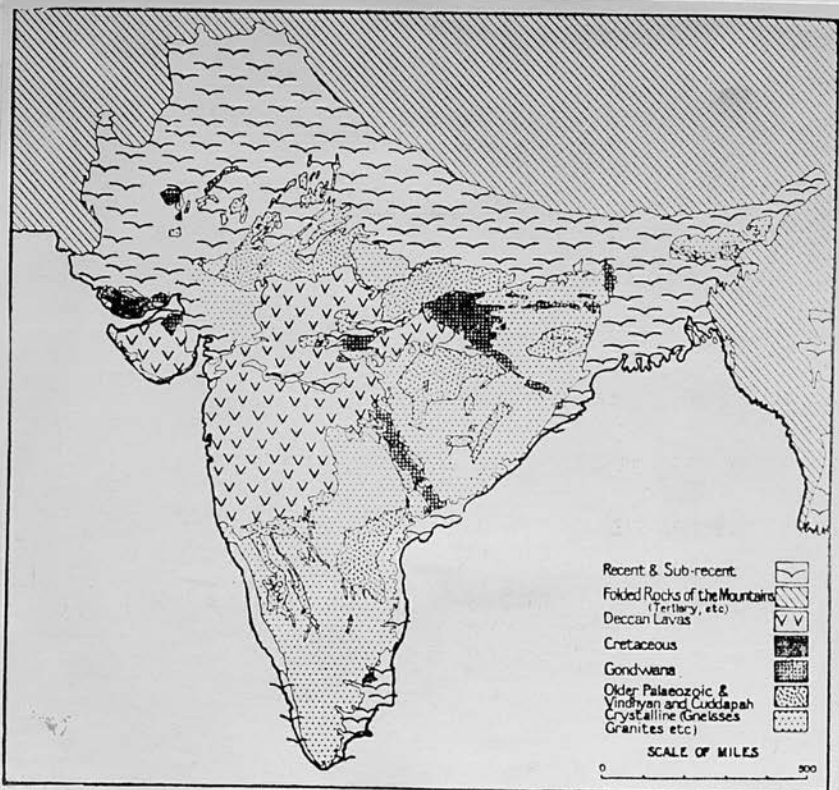 Recent & Sub-recent
Folded Rocks of the Mountains
(Tertiary, etc)
Deccan Lavas
Cretaceous
Gondwana
Older Palaeozoic &
Vindhyan and Cuddapah
Crystalline (Gneisses
Granites etc)
SCALE OF MILES
0 300